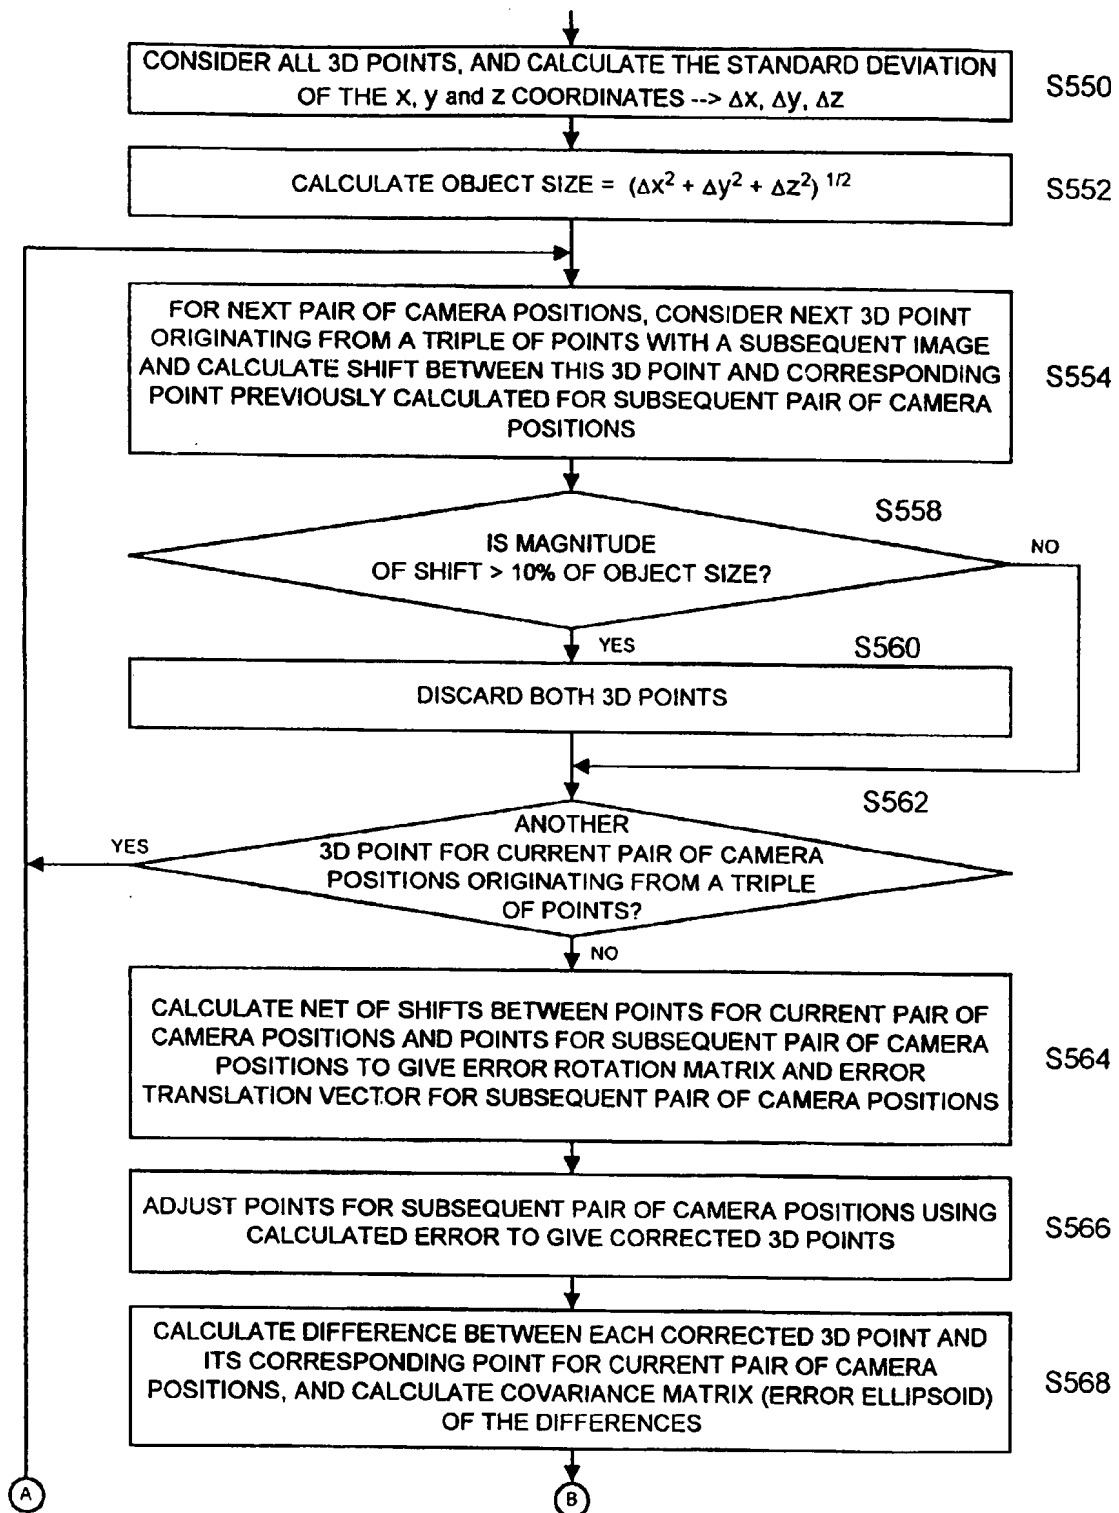 CONSIDER ALL 3D POINTS, AND CALCULATE THE STANDARD DEVIATION
OF THE x, y and z COORDINATES --> Δx, Δy, Δz
S550
CALCULATE OBJECT SIZE = (Δx² + Δy² + Δz²) 1/2
S552
FOR NEXT PAIR OF CAMERA POSITIONS, CONSIDER NEXT 3D POINT
ORIGINATING FROM A TRIPLE OF POINTS WITH A SUBSEQUENT IMAGE
AND CALCULATE SHIFT BETWEEN THIS 3D POINT AND CORRESPONDING
POINT PREVIOUSLY CALCULATED FOR SUBSEQUENT PAIR OF CAMERA
POSITIONS
S554
S558
IS MAGNITUDE
OF SHIFT > 10% OF OBJECT SIZE?
NO
YES
S560
DISCARD BOTH 3D POINTS
S562
ANOTHER
3D POINT FOR CURRENT PAIR OF CAMERA
POSITIONS ORIGINATING FROM A TRIPLE
OF POINTS?
YES
NO
CALCULATE NET OF SHIFTS BETWEEN POINTS FOR CURRENT PAIR OF
CAMERA POSITIONS AND POINTS FOR SUBSEQUENT PAIR OF CAMERA
POSITIONS TO GIVE ERROR ROTATION MATRIX AND ERROR
TRANSLATION VECTOR FOR SUBSEQUENT PAIR OF CAMERA POSITIONS
S564
ADJUST POINTS FOR SUBSEQUENT PAIR OF CAMERA POSITIONS USING
CALCULATED ERROR TO GIVE CORRECTED 3D POINTS
S566
CALCULATE DIFFERENCE BETWEEN EACH CORRECTED 3D POINT AND
ITS CORRESPONDING POINT FOR CURRENT PAIR OF CAMERA
POSITIONS, AND CALCULATE COVARIANCE MATRIX (ERROR ELLIPSOID)
OF THE DIFFERENCES
S568
A
B